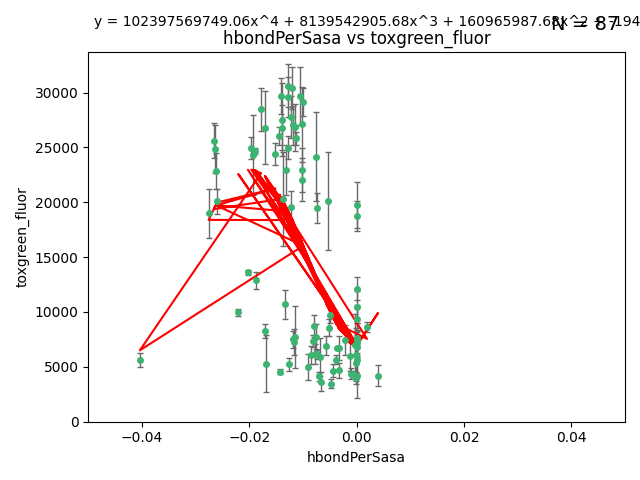 y = 102397569749.06x^4 + 8139542905.68x^3 + 160965987.68x^2 +
N = 87
hbondPerSasa vs toxgreen_fluor
30000
25000
20000
15000
10000
5000
0
toxgreen_fluor
−0.04 −0.02 0.00 0.02 0.04
hbondPerSasa